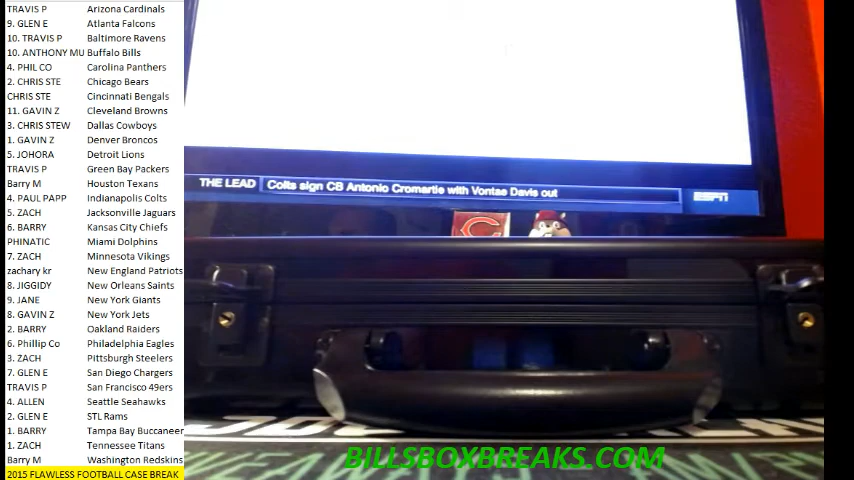 TRAVIS P Arizona Cardinals
9. GLEN E Atlanta Falcons
10. TRAVIS P Baltimore Ravens
10. ANTHONY MU Buffalo Bills
4. PHIL CO Carolina Panthers
2. CHRIS STE Chicago Bears
CHRIS STE Cincinnati Bengals
11. GAVIN Z Cleveland Browns
3. CHRIS STEW Dallas Cowboys
1. GAVIN Z Denver Broncos
5. JOHORA Detroit Lions
TRAVIS P Green Bay Packers
Barry M Houston Texans
4. PAUL PAPP Indianapolis Colts
5. ZACH Jacksonville Jaguars
6. BARRY Kansas City Chiefs
PHINATIC Miami Dolphins
7. ZACH Minnesota Vikings
zachary kr New England Patriots
8. JIGGIDY New Orleans Saints
9. JANE New York Giants
8. GAVIN Z New York Jets
2. BARRY Oakland Raiders
6. Phillip Co Philadelphia Eagles
3. ZACH Pittsburgh Steelers
7. GLEN E San Diego Chargers
TRAVIS P San Francisco 49ers
4. ALLEN Seattle Seahawks
2. GLEN E STL Rams
1. BARRY Tampa Bay Buccaneer
1. ZACH Tennessee Titans
Barry M Washington Redskins
2015 FLAWLESS FOOTBALL CASE BREAK
THE LEAD Colts sign CB Antonio Cromartie with Vontae Davis out
ESPN
C
BILLSBOXBREAKS.COM